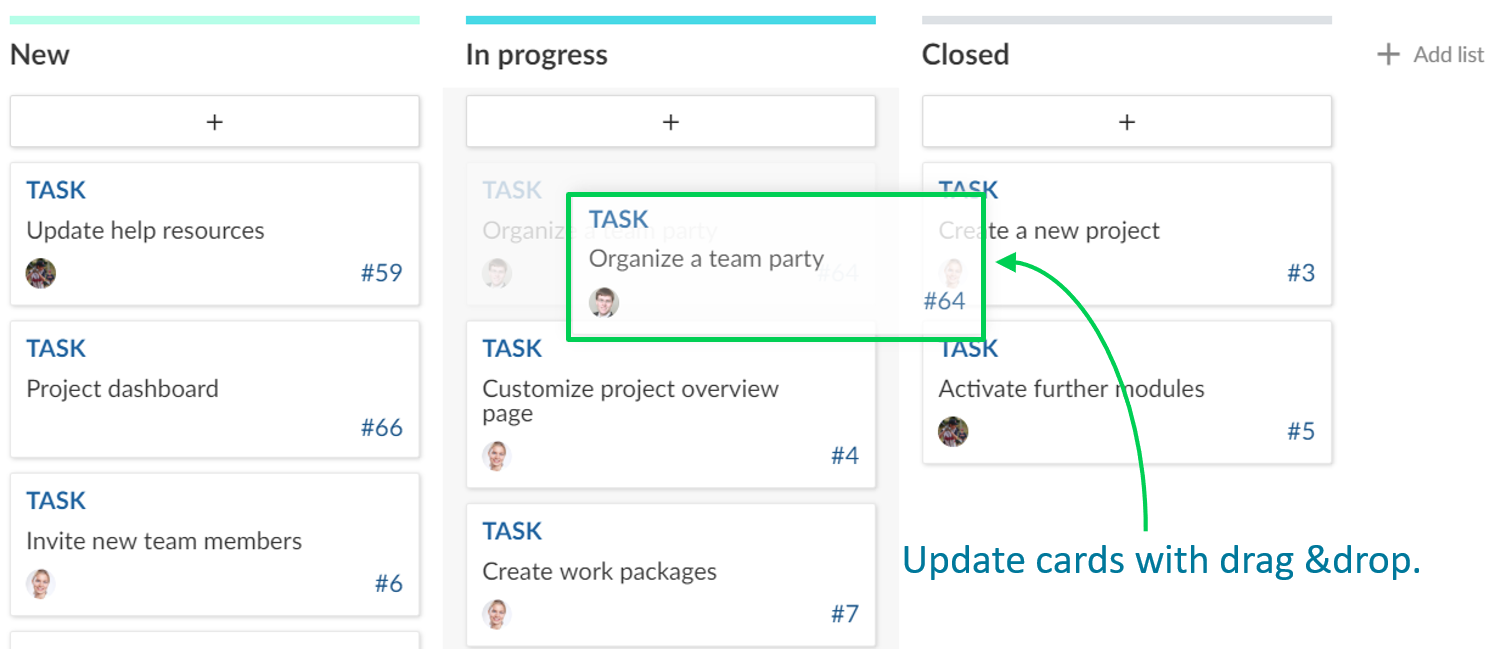 New
+
TASK
Update help resources
#59
TASK
Project dashboard
#66
TASK
Invite new team members
#6
In progress
+
TASK
Organize a team party
#64
TASK
Organize a team party
#64
TASK
Customize project overview
page
#4
TASK
Create work packages
#7
Closed
+
TASK
Create a new project
#3
TASK
Activate further modules
#5
+ Add list
Update cards with drag &drop.